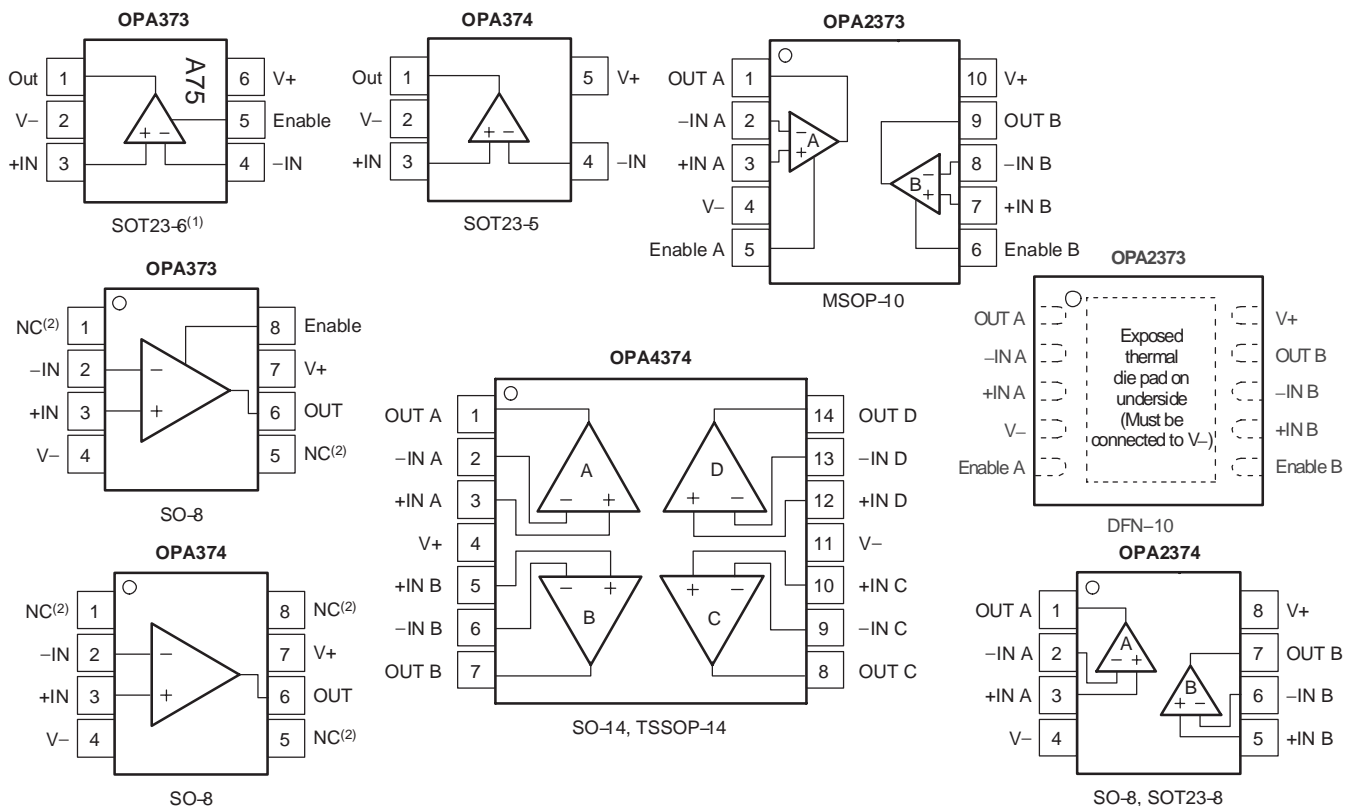 OPA373
A75
Out 1
V– 2
+IN 3
6 V+
5 Enable
4 –IN
+ –
SOT23-6(1)
OPA374
Out 1
V– 2
+IN 3
5 V+
4 –IN
+ –
SOT23-5
OPA2373
OUT A 1
–IN A 2
+IN A 3
V– 4
Enable A 5
10 V+
9 OUT B
8 –IN B
7 +IN B
6 Enable B
– + A
B – +
MSOP-10
OPA373
NC(2) 1
–IN 2
+IN 3
V– 4
8 Enable
7 V+
6 OUT
5 NC(2)
–
+
SO-8
OPA4374
OUT A 1
–IN A 2
+IN A 3
V+ 4
+IN B 5
–IN B 6
OUT B 7
14 OUT D
13 –IN D
12 +IN D
11 V–
10 +IN C
9 –IN C
8 OUT C
A
– +
D
+ –
– +
B
+ –
C
SO-14, TSSOP-14
OPA2373
OUT A
–IN A
+IN A
V–
Enable A
V+
OUT B
–IN B
+IN B
Enable B
Exposed
thermal
die pad on
underside
(Must be
connected to V–)
DFN-10
OPA374
NC(2) 1
–IN 2
+IN 3
V– 4
8 NC(2)
7 V+
6 OUT
5 NC(2)
–
+
SO-8
OPA2374
OUT A 1
–IN A 2
+IN A 3
V– 4
8 V+
7 OUT B
6 –IN B
5 +IN B
A
– +
B
+ –
SO-8, SOT23-8